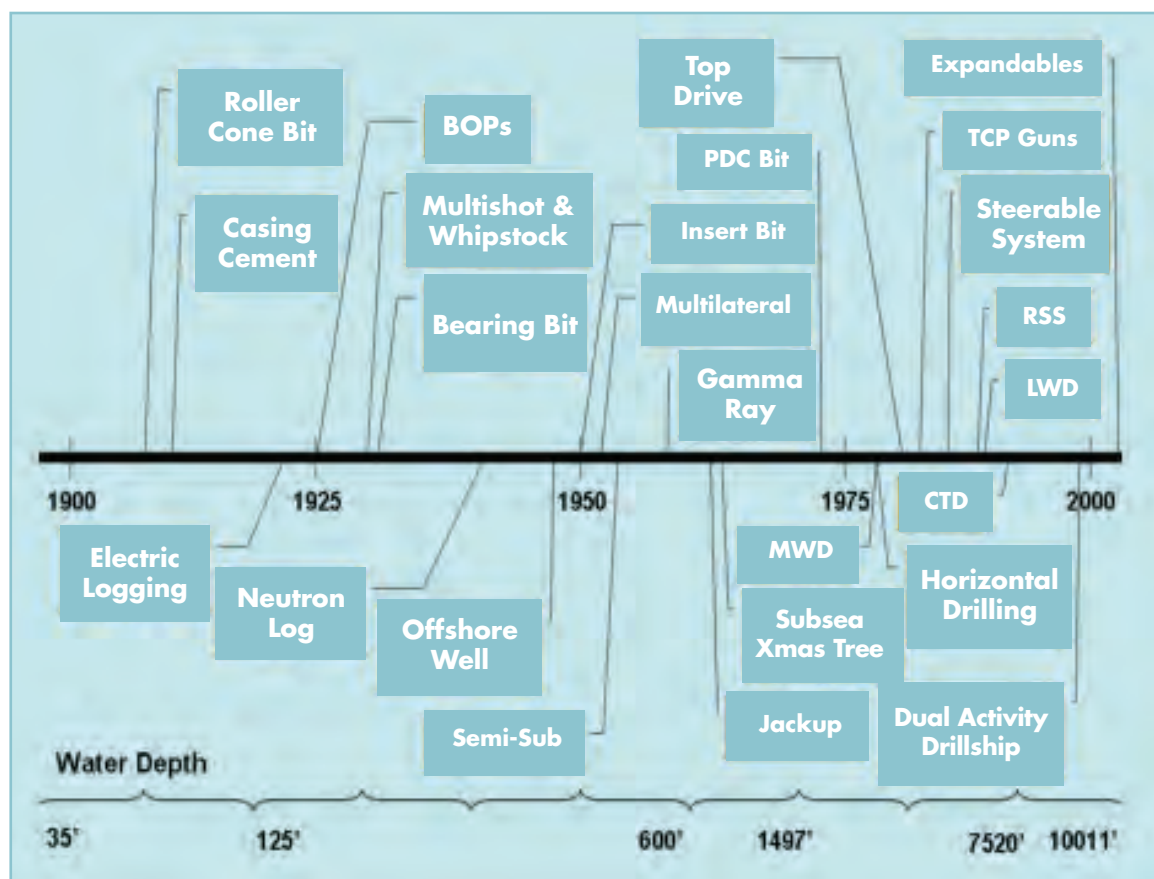 Roller
Cone Bit
BOPs
Top
Drive
Expandables
TCP Guns
PDC Bit
Casing
Cement
Multishot &
Whipstock
Insert Bit
Steerable
System
Bearing Bit
Multilateral
RSS
Gamma
Ray
LWD
1900
1925
1950
1975
2000
CTD
Electric
Logging
Neutron
Log
Offshore
Well
MWD
Horizontal
Drilling
Subsea
Xmas Tree
Semi-Sub
Jackup
Dual Activity
Drillship
Water Depth
35'
125'
600'
1497'
7520'
10011'